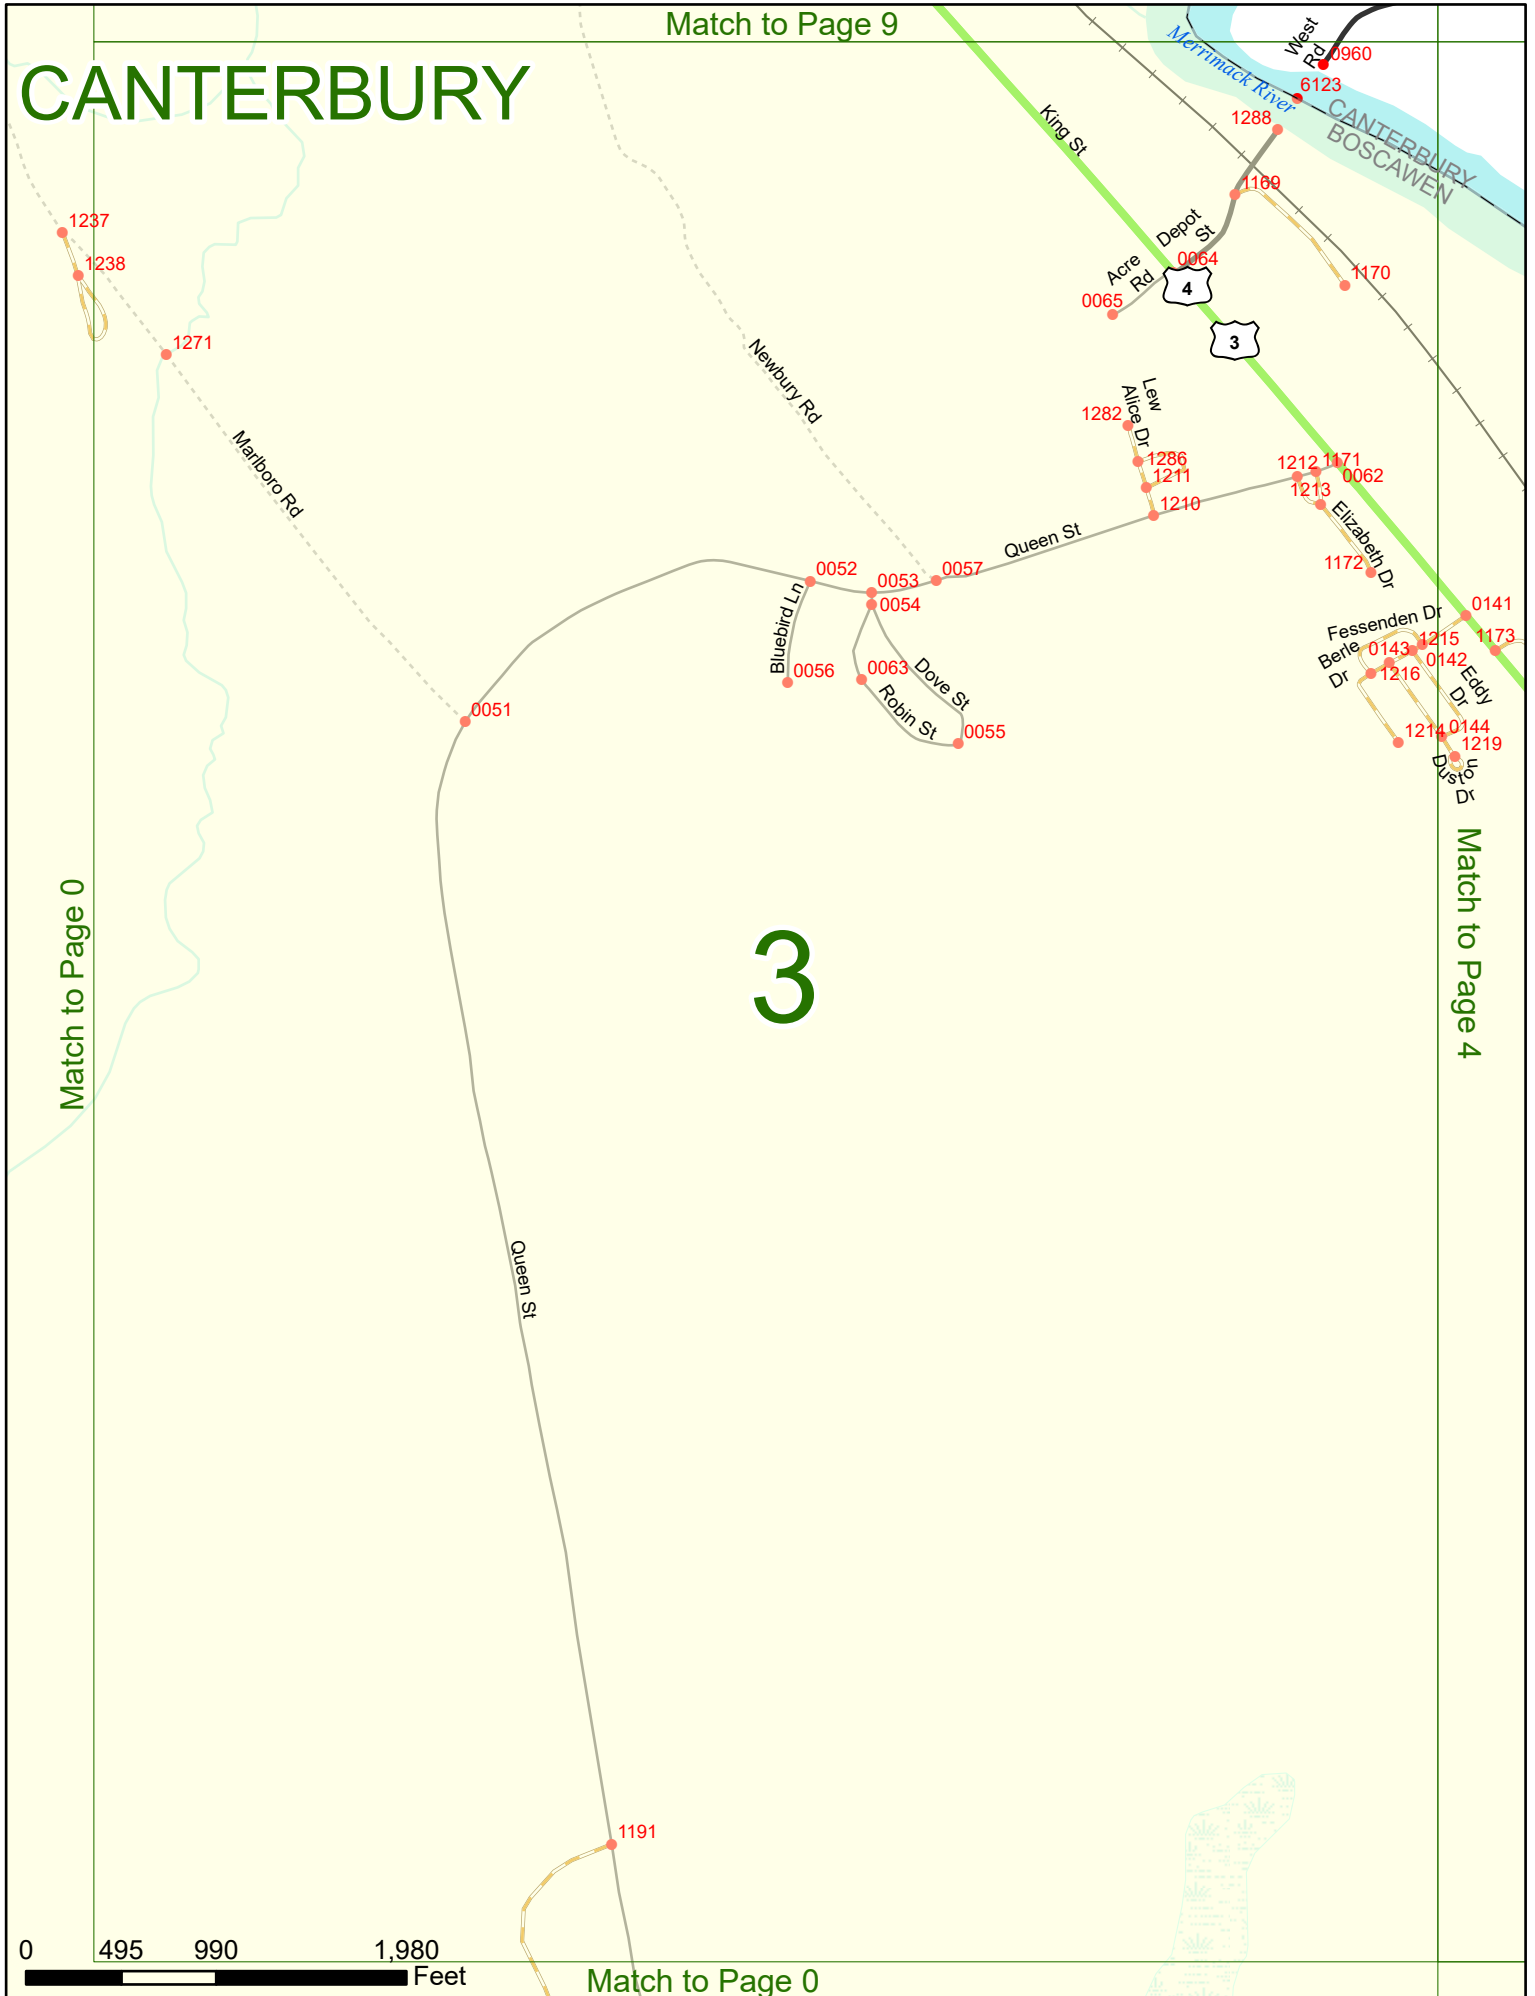 Match to Page 9
CANTERBURY
West
Rd
0960
Merrimack River
6123
1288
CANTERBURY
BOSCAWEN
King St
1169
1237
Depot
St
1238
0064
Acre
Rd
1170
4
0065
3
1271
Newbury Rd
Lew
Alice Dr
1282
Marlboro Rd
1286
1212
1171
1211
0062
1213
1210
Elizabeth Dr
Queen St
1172
0052
0053
0057
0054
Bluebird Ln
0141
Fessenden Dr
1215
1173
Berle
Dr
0143
0142
0056
0063
Dove St
1216
Eddy
Dr
Robin St
0051
0055
1214
0144
1219
Duston
Dr
Match to Page 0
Match to Page 4
3
Queen St
1191
0
495
990
1,980
Feet
Match to Page 0